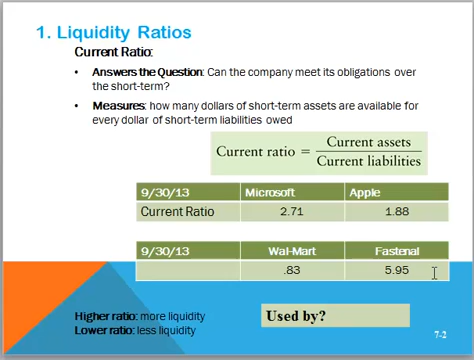 1. Liquidity Ratios
Current Ratio:
• Answers the Question: Can the company meet its obligations over
the short-term?
• Measures: how many dollars of short-term assets are available for
every dollar of short-term liabilities owed
Current ratio = Current assets
Current liabilities
9/30/13 Microsoft Apple
Current Ratio 2.71 1.88
9/30/13 Wal-Mart Fastenal
.83 5.95
Higher ratio: more liquidity
Lower ratio: less liquidity
Used by?
7-2